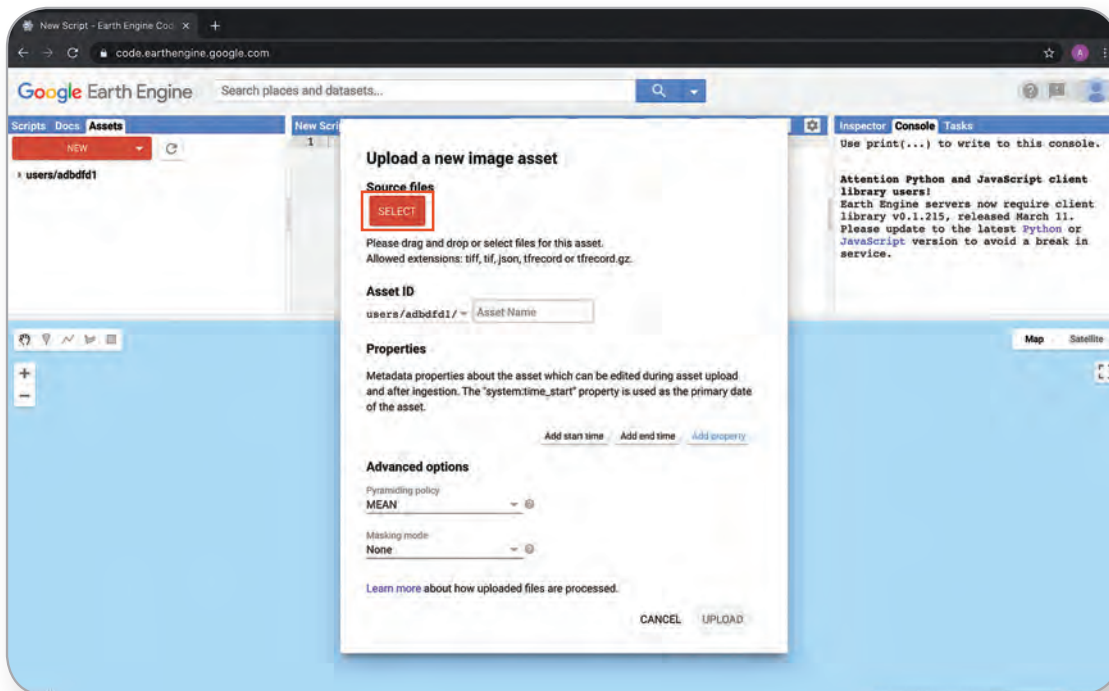 New Script - Earth Engine Cod
code.earthengine.google.com
A
Google Earth Engine
Search places and datasets...
Scripts Docs Assets
NEW
users/adbdfd1
New Scri
1
Inspector Console Tasks
Use print(...) to write to this console.
Attention Python and JavaScript client
library users!
Earth Engine servers now require client
library v0.1.215, released March 11.
Please update to the latest Python or
JavaScript version to avoid a break in
service.
Upload a new image asset
Source files
SELECT
Please drag and drop or select files for this asset.
Allowed extensions: tiff, tif, json, tfrecord or tfrecord.gz.
Asset ID
users/adbdfd1/ Asset Name
Properties
Metadata properties about the asset which can be edited during asset upload
and after ingestion. The "system:time_start" property is used as the primary date
of the asset.
Add start time Add end time Add property
Advanced options
Pyramiding policy
MEAN
Masking mode
None
Learn more about how uploaded files are processed.
CANCEL UPLOAD
Map Satellite